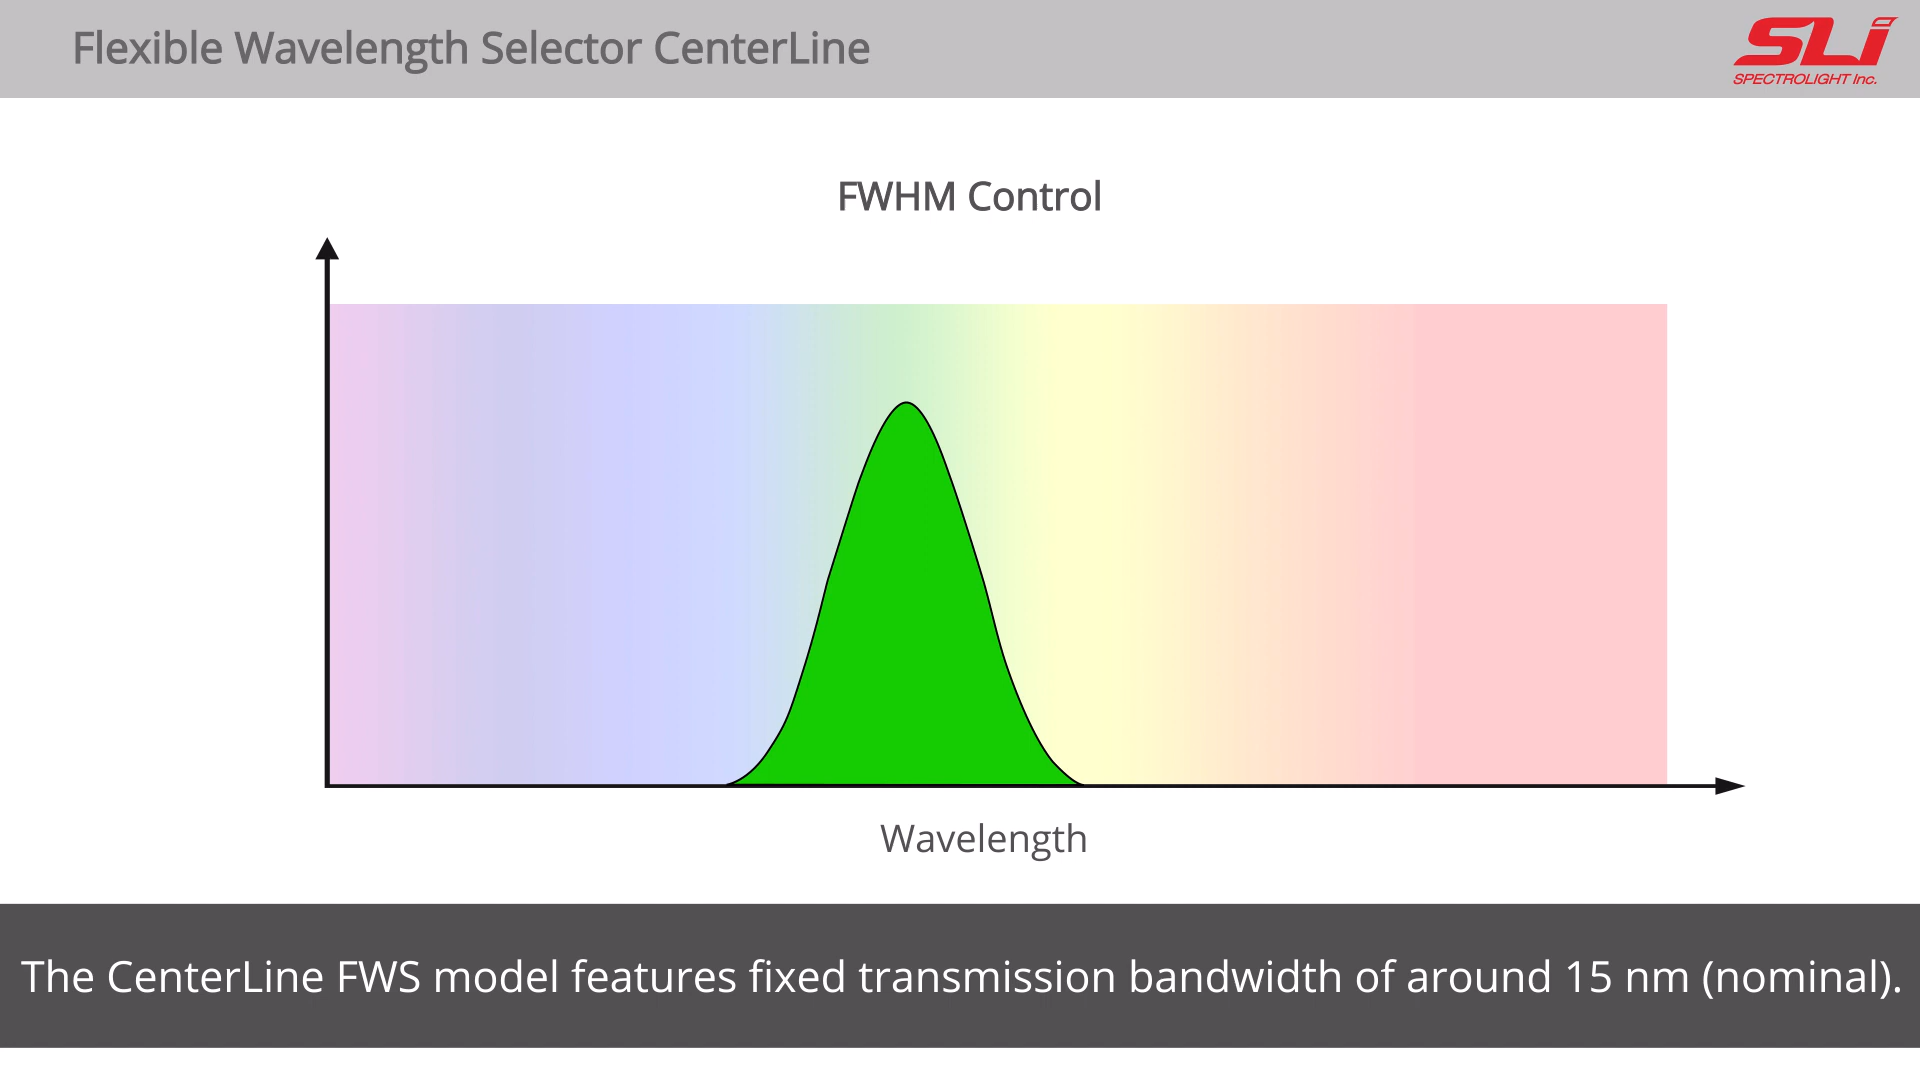 Flexible Wavelength Selector CenterLine
SLi
SPECTROLIGHT Inc.
FWHM Control
Wavelength
The CenterLine FWS model features fixed transmission bandwidth of around 15 nm (nominal).